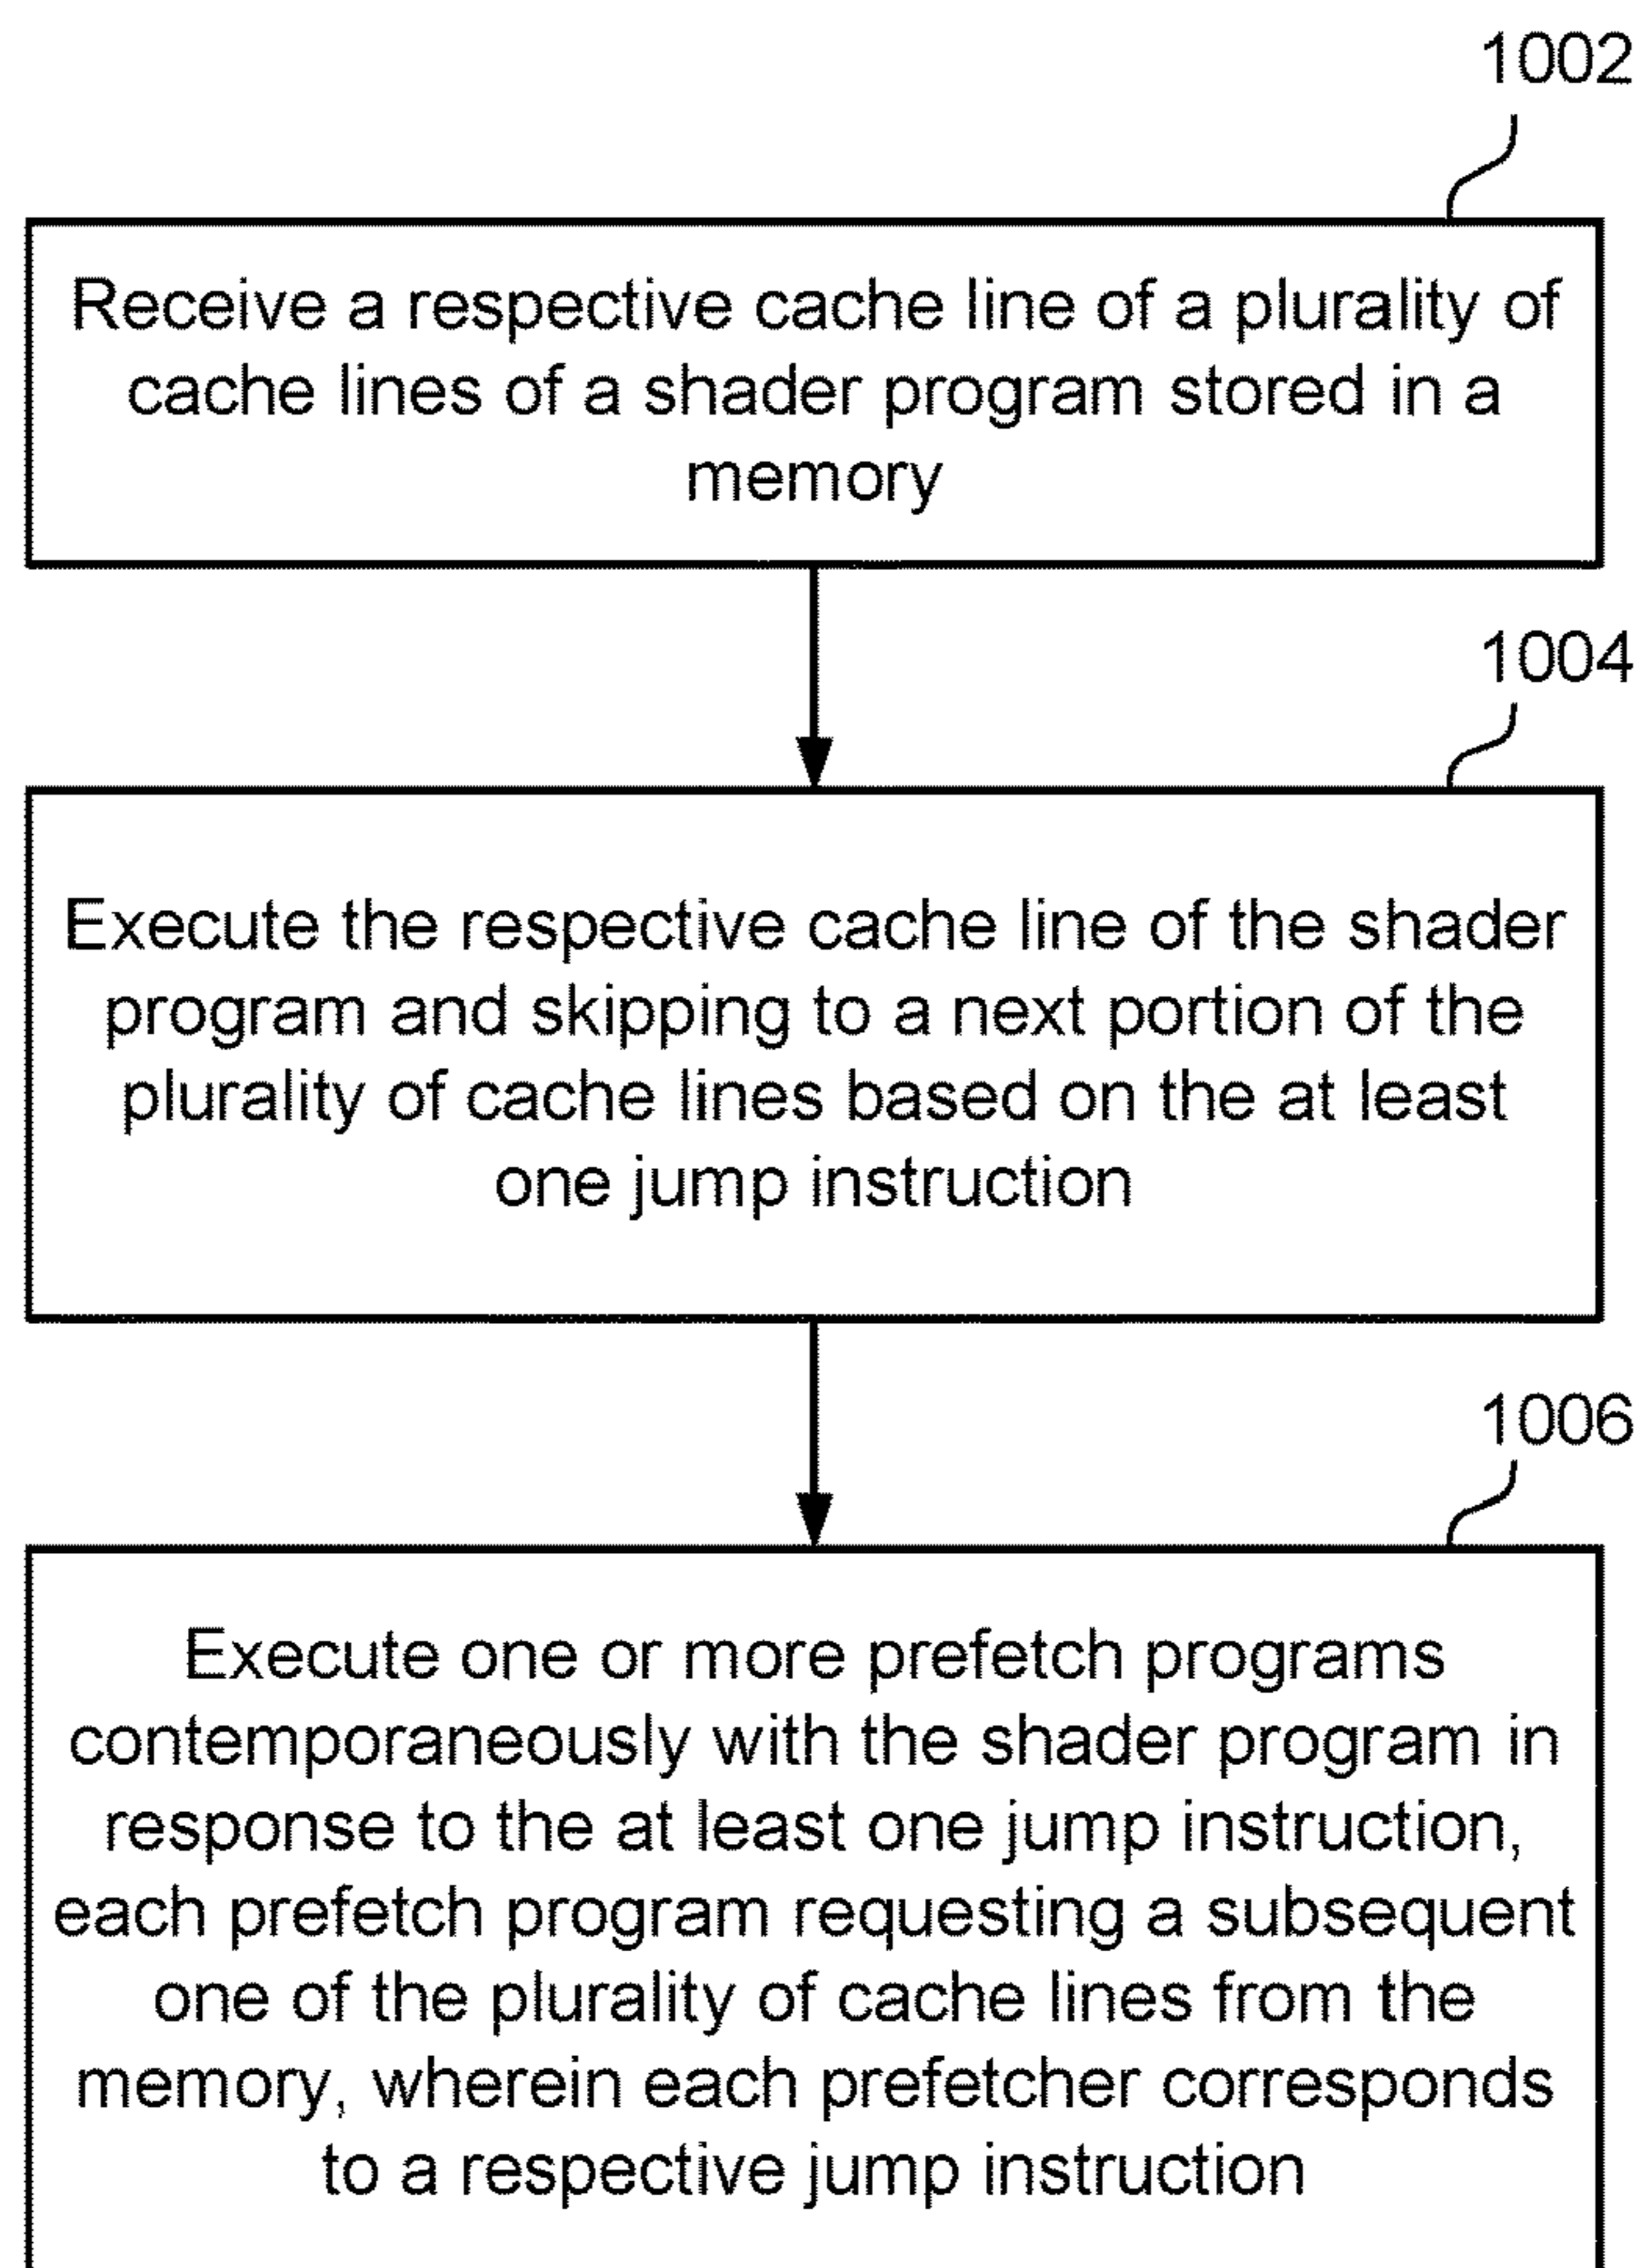 1002
Receive a respective cache line of a plurality of
cache lines of a shader program stored in a
memory
1004
Execute the respective cache line of the shader
program and skipping to a next portion of the
plurality of cache lines based on the at least
one jump instruction
1006
Execute one or more prefetch programs
contemporaneously with the shader program in
response to the at least one jump instruction,
each prefetch program requesting a subsequent
one of the plurality of cache lines from the
memory, wherein each prefetcher corresponds
to a respective jump instruction